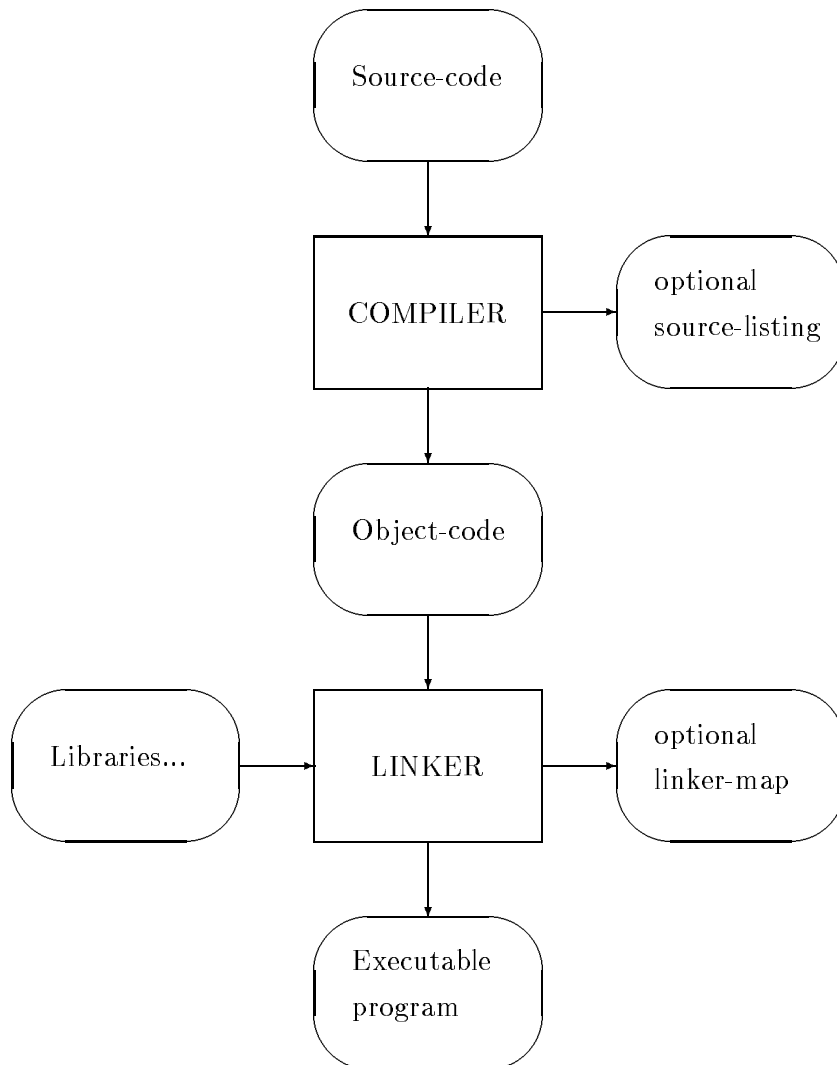 Source-code
COMPILER
optional
source-listing
Object-code
Libraries...
LINKER
optional
linker-map
Executable
program